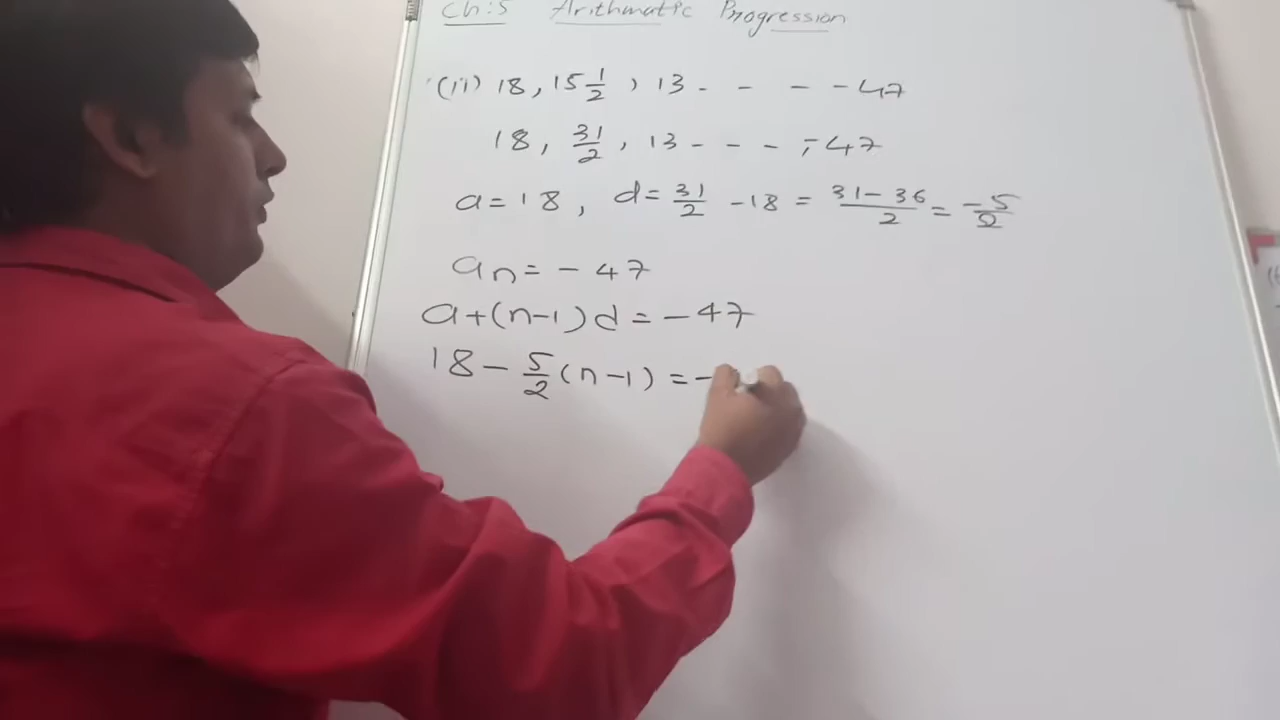 Ch:5 Arithmatic Progression
(ii) 18, 15 1/2, 13 - - - - -47
18, 31/2, 13 - - - , -47
a = 18, d = 31/2 - 18 = (31-36)/2 = -5/2
an = -47
a+(n-1)d = -47
18 - 5/2 (n-1) = -